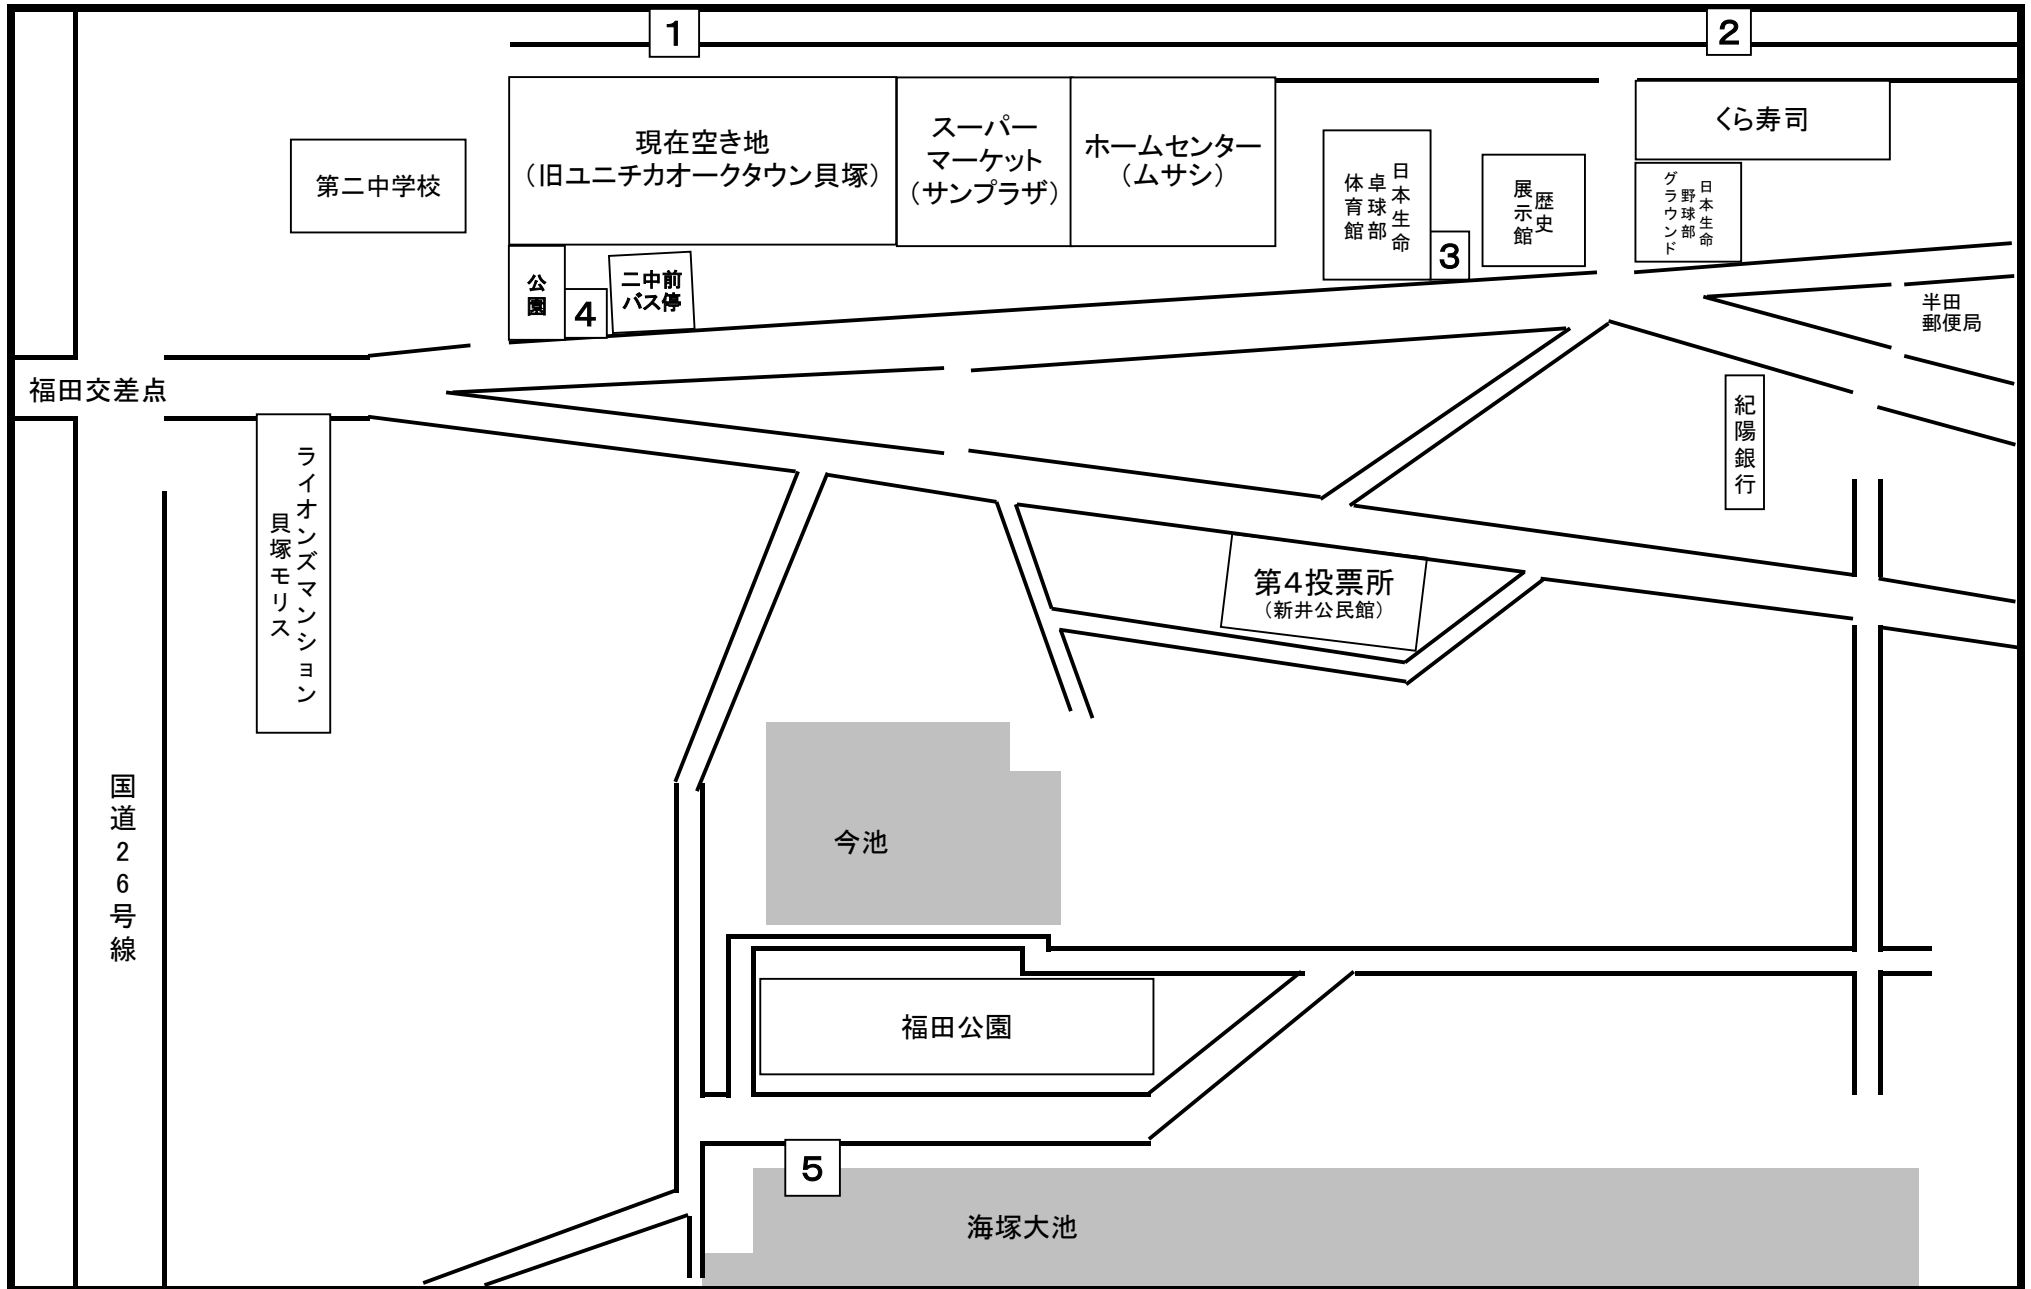 1
2
現在空き地
（旧ユニチカオークタウン貝塚）
スーパー
マーケット
（サンプラザ）
ホームセンター
（ムサシ）
くら寿司
第二中学校
日本生命
卓球部
体育館
歴史
展示館
日本生命
野球部
グラウンド
3
公園
4
二中前
バス停
半田
郵便局
福田交差点
紀陽銀行
ライオンズマンション
貝塚モリス
第4投票所
（新井公民館）
国道26号線
今池
福田公園
5
海塚大池